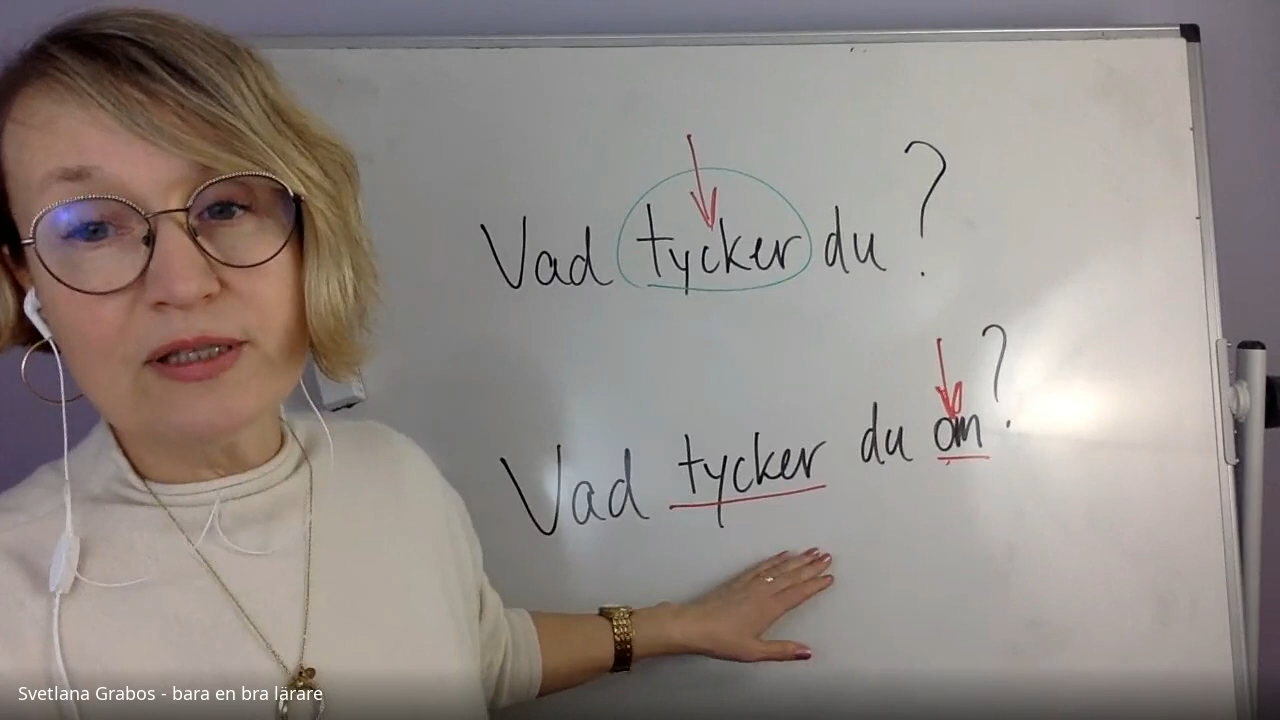 Vad tycker du?
Vad tycker du om?
Svetlana Grabos - bara en bra lärare